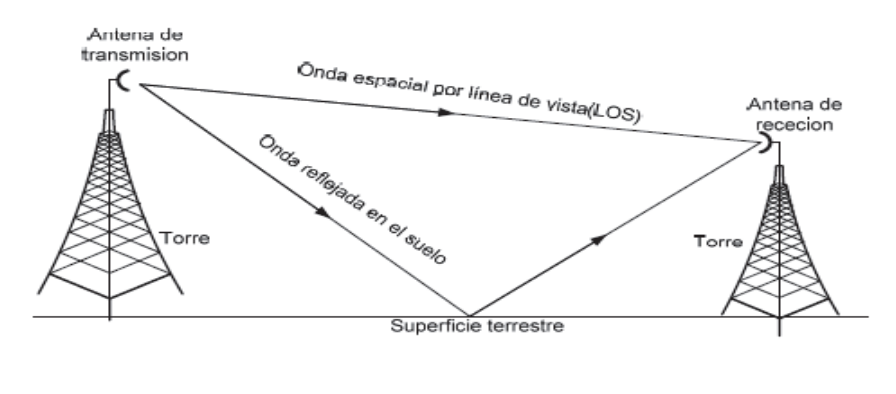 Antena de
transmision
Onda espacial por línea de vista(LOS)
Antena de
rececion
Onda reflejada en el suelo
Torre
Torre
Superficie terrestre